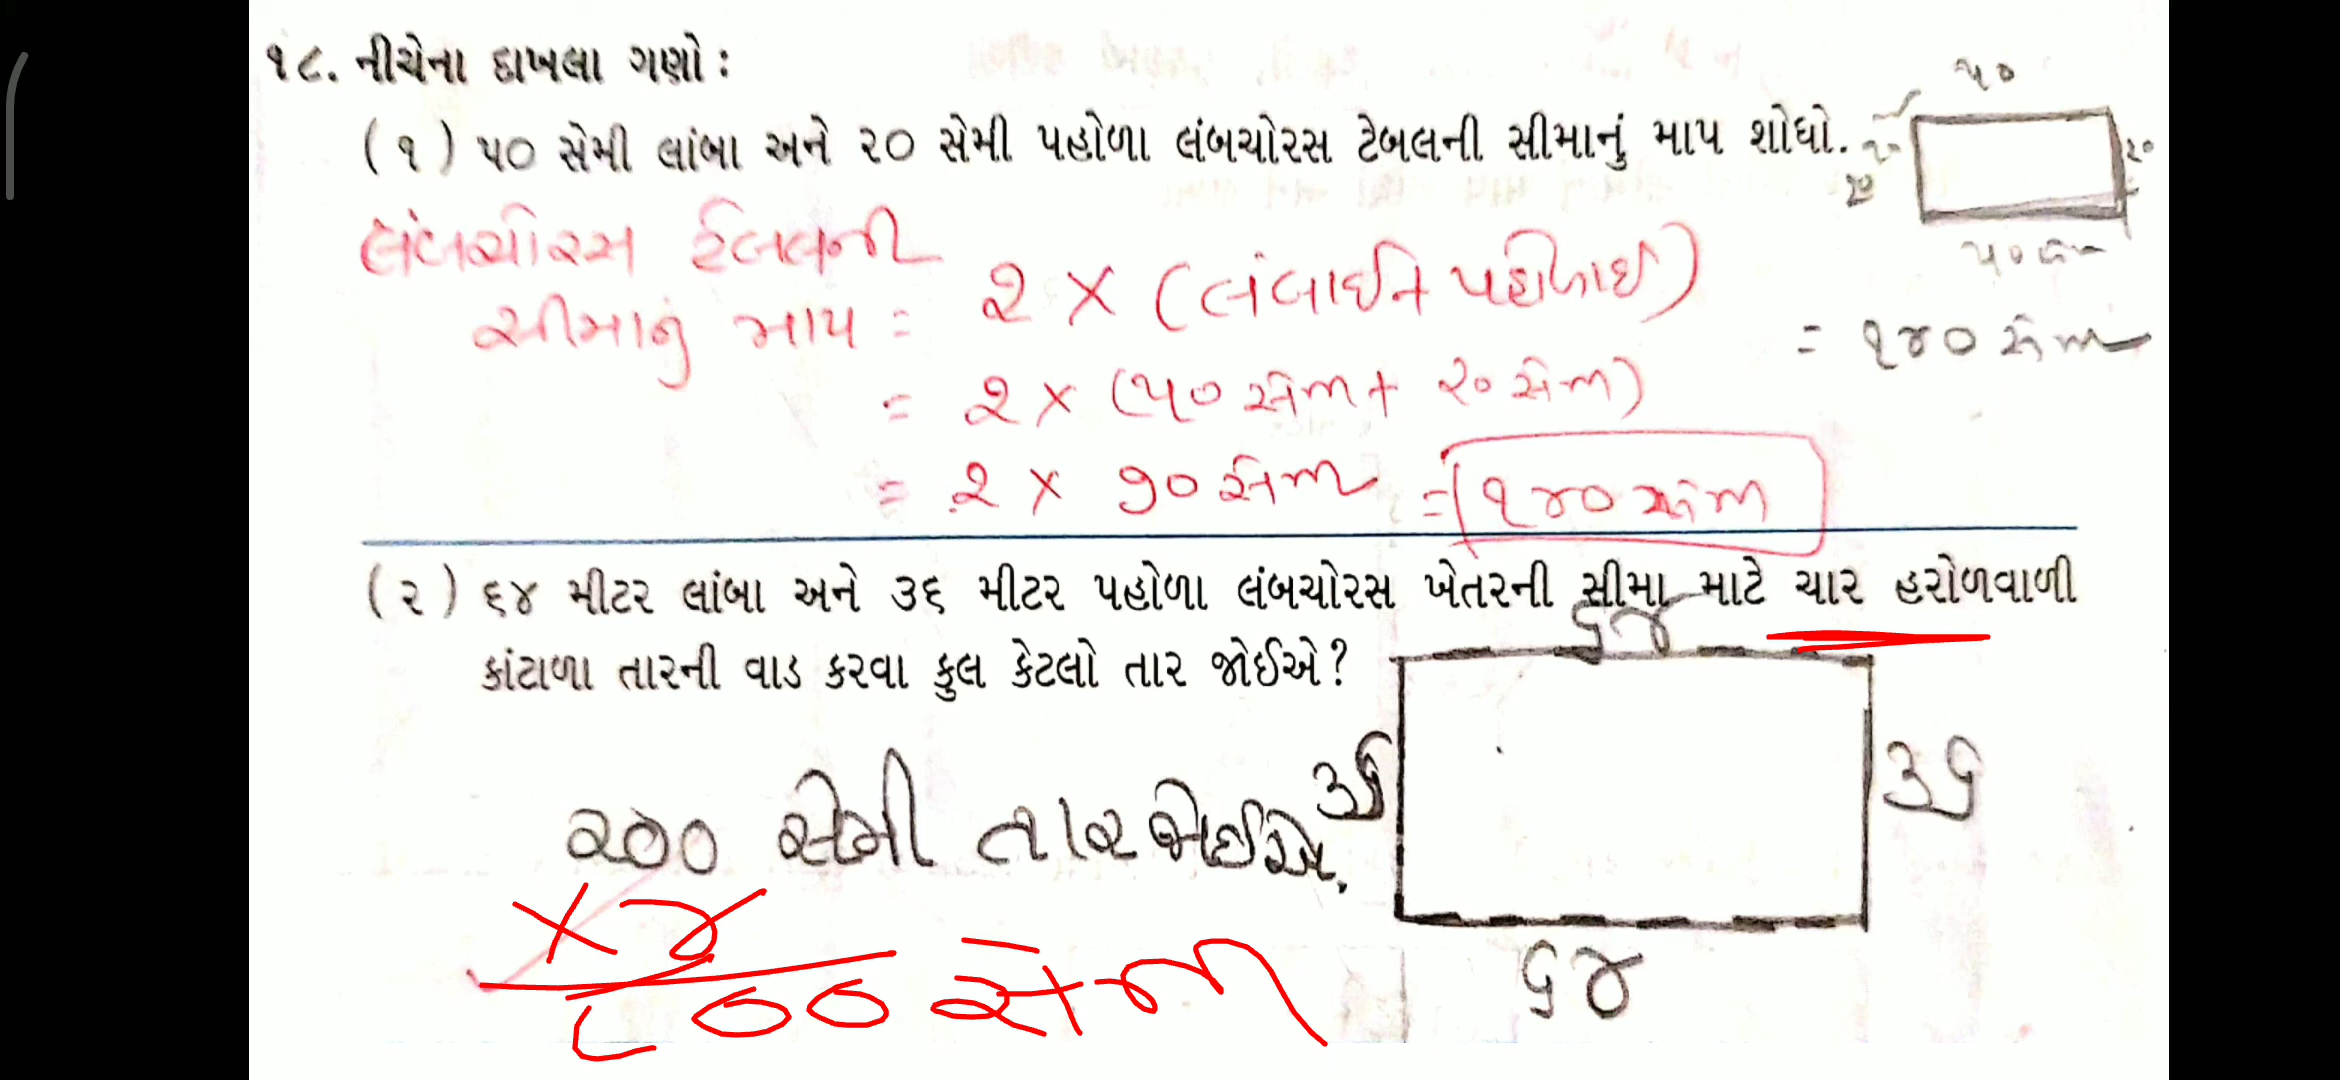 ૧૮. નીચેના દાખલા ગણો :
(૧) ૫૦ સેમી લાંબા અને ૨૦ સેમી પહોળા લંબચોરસ ટેબલની સીમાનું માપ શોધો.
૫૦
૨૦
૨૦
૨૦
૫૦ સેમી
લંબચોરસ ટેબલની
સીમાનું માપ = ૨ × (લંબાઈ + પહોળાઈ)
= ૧૪૦ સેમી
= ૨ × (૫૦ સેમી + ૨૦ સેમી)
= ૨ × ૭૦ સેમી = ૧૪૦ સેમી
(૨) ૬૪ મીટર લાંબા અને ૩૬ મીટર પહોળા લંબચોરસ ખેતરની સીમા માટે ચાર હરોળવાળી
કાંટાળા તારની વાડ કરવા કુલ કેટલો તાર જોઈએ?
૬૪
૩૬
૩૬
૨૦૦ સેમી તાર જોઈએ.
× ૪
૮૦૦ સેમી
૬૪